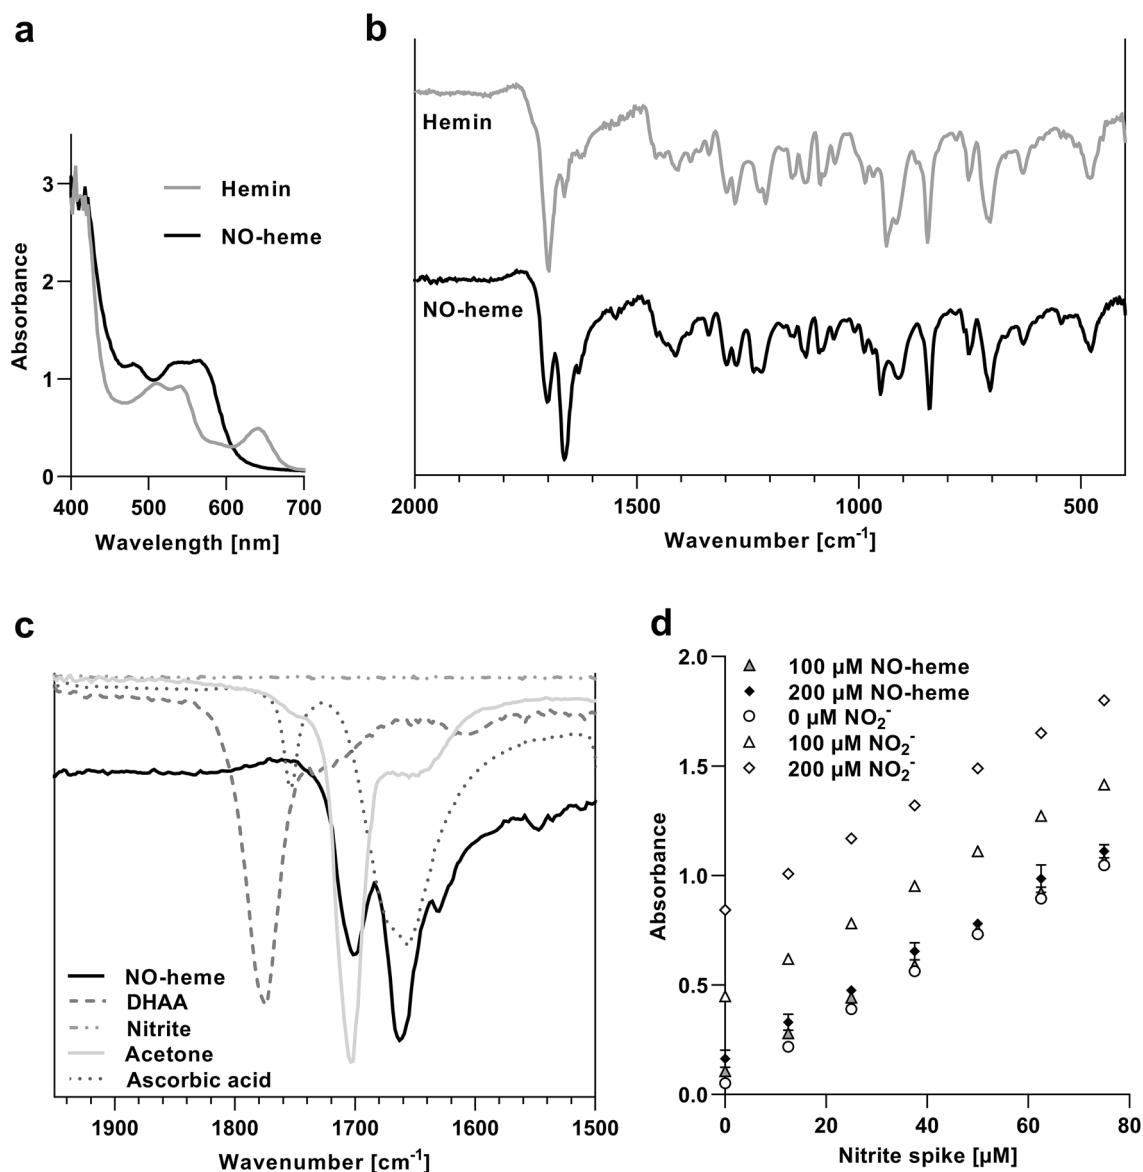 a
b
Absorbance
3
2
1
0
400
500
600
700
Wavelength [nm]
Hemin
NO-heme
Hemin
NO-heme
2000
1500
1000
500
Wavenumber [cm⁻¹]
c
NO-heme
DHAA
Nitrite
Acetone
Ascorbic acid
1900
1800
1700
1600
1500
Wavenumber [cm⁻¹]
d
100 µM NO-heme
200 µM NO-heme
0 µM NO₂⁻
100 µM NO₂⁻
200 µM NO₂⁻
Absorbance
2.0
1.5
1.0
0.5
0.0
0
20
40
60
80
Nitrite spike [µM]